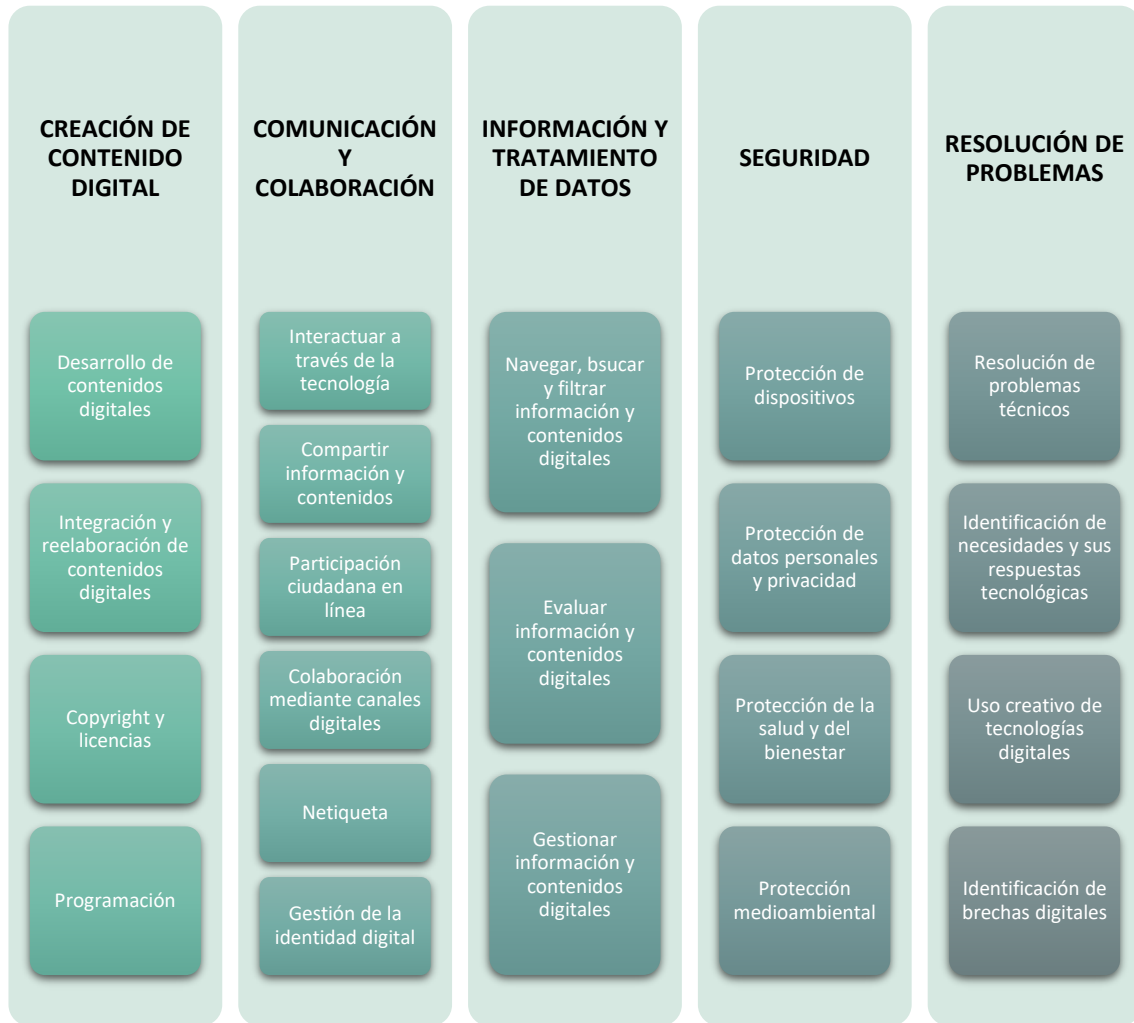 CREACIÓN DE
CONTENIDO
DIGITAL
Desarrollo de
contenidos
digitales
Integración y
reelaboración de
contenidos
digitales
Copyright y
licencias
Programación
COMUNICACIÓN
Y
COLABORACIÓN
Interactuar a
través de la
tecnología
Compartir
información y
contenidos
Participación
ciudadana en
línea
Colaboración
mediante canales
digitales
Netiqueta
Gestión de la
identidad digital
INFORMACIÓN Y
TRATAMIENTO
DE DATOS
Navegar, bsucar
y filtrar
información y
contenidos
digitales
Evaluar
información y
contenidos
digitales
Gestionar
información y
contenidos
digitales
SEGURIDAD
Protección de
dispositivos
Protección de
datos personales
y privacidad
Protección de la
salud y del
bienestar
Protección
medioambiental
RESOLUCIÓN DE
PROBLEMAS
Resolución de
problemas
técnicos
Identificación de
necesidades y sus
respuestas
tecnológicas
Uso creativo de
tecnologías
digitales
Identificación de
brechas digitales